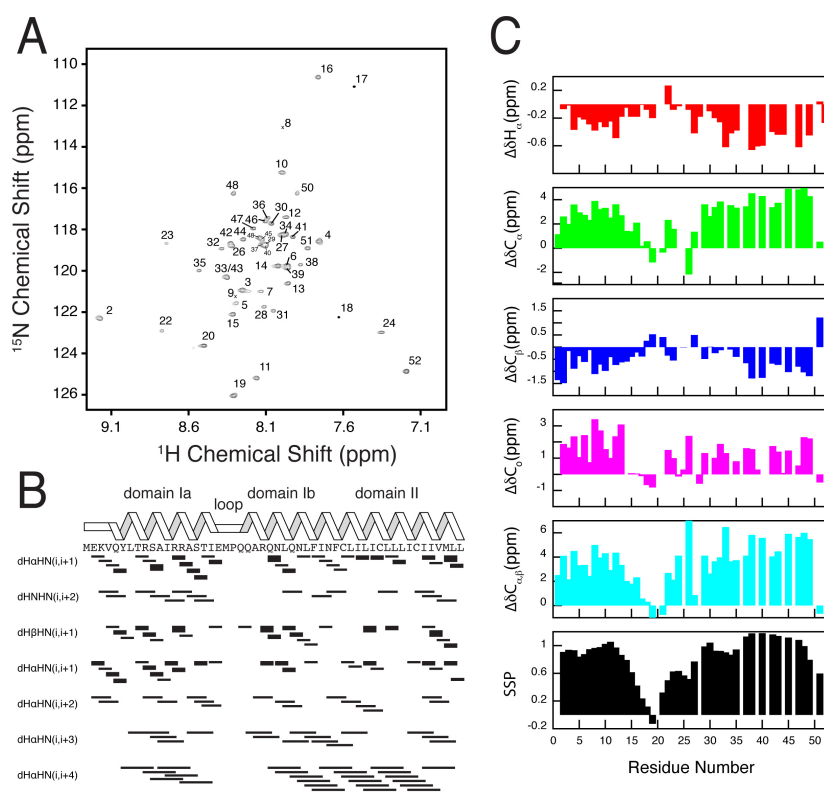 A
110
112
114
116
118
120
122
124
126
15N Chemical Shift (ppm)
9.1 8.6 8.1 7.6 7.1
1H Chemical Shift (ppm)
16
17
8
10
48
50
36
30
12
47 46
34 41
23
42 44
48 45 29
51 4
32
26
37
40
27
35
33/43
14
6
38
39
13
3
7
9
5
2
15
28 31
18
22
20
24
11
19
52
B
domain Ia
loop
domain Ib
domain II
MEKVQYLTRSAIRRASTIEMPQQARQNLQNLFINFCLILICLLLICIIVMLL
dHαHN(i,i+1)
dHNHN(i,i+2)
dHβHN(i,i+1)
dHαHN(i,i+1)
dHαHN(i,i+2)
dHαHN(i,i+3)
dHαHN(i,i+4)
C
ΔδHα(ppm)
0.2
-0.2
-0.6
ΔδCα(ppm)
4
2
0
-2
ΔδCβ(ppm)
1.5
0.5
-0.5
-1.5
ΔδCo(ppm)
3
1
-1
ΔδCα,β(ppm)
6
4
2
0
SSP
1
0.6
0.2
-0.2
0 5 10 15 20 25 30 35 40 45 50
Residue Number